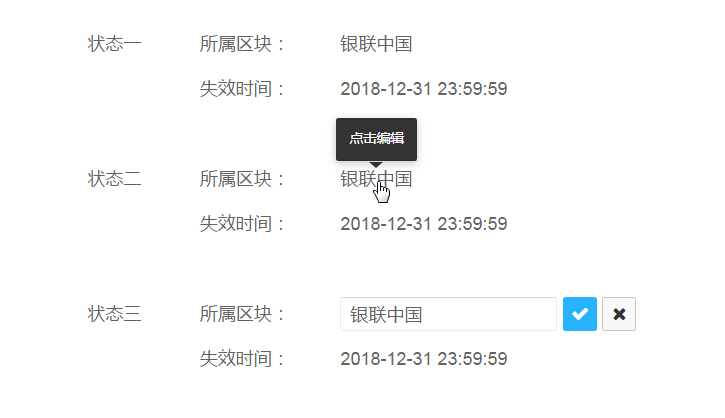 状态一 所属区块： 银联中国
失效时间： 2018-12-31 23:59:59
点击编辑
状态二 所属区块： 银联中国
失效时间： 2018-12-31 23:59:59
状态三 所属区块： 银联中国
失效时间： 2018-12-31 23:59:59